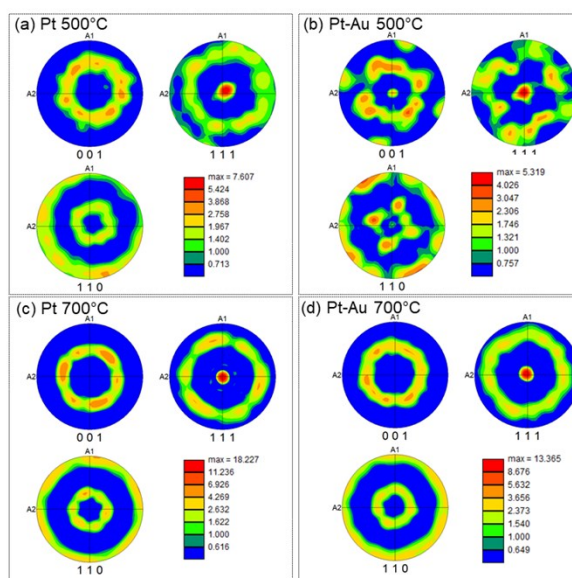 (a) Pt 500°C
A1
A2
0 0 1
A1
A2
1 1 1
A1
A2
1 1 0
max = 7.607
5.424
3.868
2.758
1.967
1.402
1.000
0.713
(b) Pt-Au 500°C
A1
A2
0 0 1
A1
A2
1 1 1
A1
A2
1 1 0
max = 5.319
4.026
3.047
2.306
1.746
1.321
1.000
0.757
(c) Pt 700°C
A1
A2
0 0 1
A1
A2
1 1 1
A1
A2
1 1 0
max = 18.227
11.236
6.926
4.269
2.632
1.622
1.000
0.616
(d) Pt-Au 700°C
A1
A2
0 0 1
A1
A2
1 1 1
A1
A2
1 1 0
max = 13.365
8.676
5.632
3.656
2.373
1.540
1.000
0.649